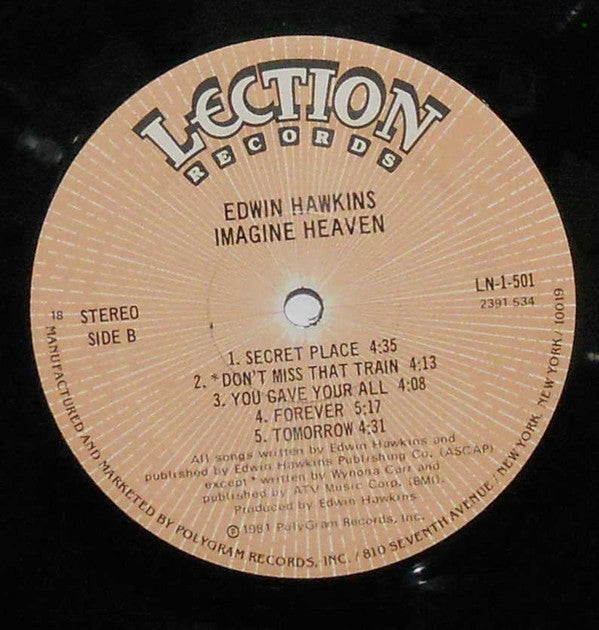 LECTION
RECORDS
EDWIN HAWKINS
IMAGINE HEAVEN
LN-1-501
2391 534
18 STEREO
SIDE B
1. SECRET PLACE 4:35
2. *DON'T MISS THAT TRAIN 4:13
3. YOU GAVE YOUR ALL 4:08
4. FOREVER 5:17
5. TOMORROW 4:31
All songs written by Edwin Hawkins and
published by Edwin Hawkins Publishing Co. (ASCAP)
except * written by Wynona Carr and
published by ATV Music Corp. (BMI).
Produced by Edwin Hawkins
℗1981 PolyGram Records, Inc.
MANUFACTURED AND MARKETED BY POLYGRAM RECORDS, INC. / 810 SEVENTH AVENUE / NEW YORK, NEW YORK / 10019